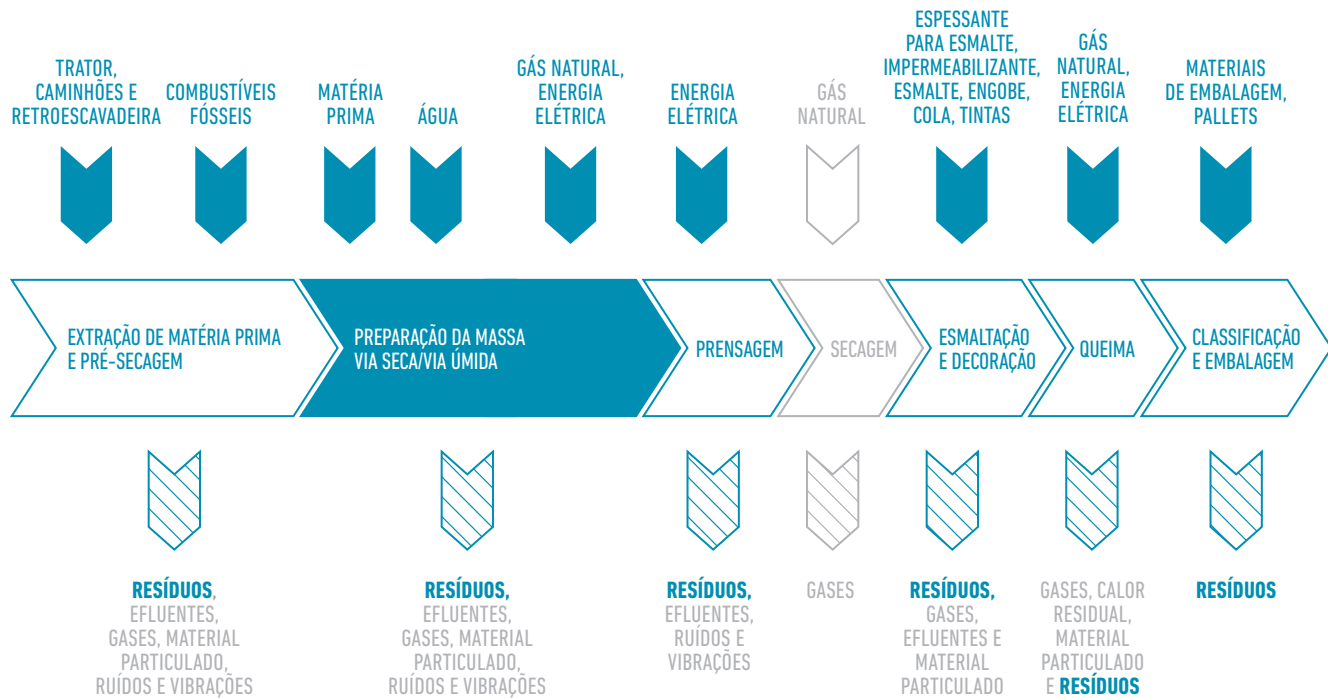 TRATOR,
CAMINHÕES E
RETROESCAVADEIRA
COMBUSTÍVEIS
FÓSSEIS
MATÉRIA
PRIMA
ÁGUA
GÁS NATURAL,
ENERGIA
ELÉTRICA
ENERGIA
ELÉTRICA
GÁS
NATURAL
ESPESSANTE
PARA ESMALTE,
IMPERMEABILIZANTE,
ESMALTE, ENGOBE,
COLA, TINTAS
GÁS
NATURAL,
ENERGIA
ELÉTRICA
MATERIAIS
DE EMBALAGEM,
PALLETS
EXTRAÇÃO DE MATÉRIA PRIMA
E PRÉ-SECAGEM
PREPARAÇÃO DA MASSA
VIA SECA/VIA ÚMIDA
PRENSAGEM
SECAGEM
ESMALTAÇÃO
E DECORAÇÃO
QUEIMA
CLASSIFICAÇÃO
E EMBALAGEM
RESÍDUOS,
EFLUENTES,
GASES, MATERIAL
PARTICULADO,
RUÍDOS E VIBRAÇÕES
RESÍDUOS,
EFLUENTES,
GASES, MATERIAL
PARTICULADO,
RUÍDOS E VIBRAÇÕES
RESÍDUOS,
EFLUENTES,
RUÍDOS E
VIBRAÇÕES
GASES
RESÍDUOS,
GASES,
EFLUENTES E
MATERIAL
PARTICULADO
GASES, CALOR
RESIDUAL,
MATERIAL
PARTICULADO
E RESÍDUOS
RESÍDUOS